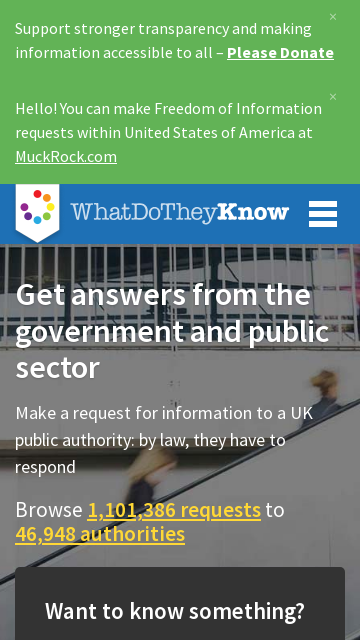 Support stronger transparency and making
information accessible to all – Please Donate
×
Hello! You can make Freedom of Information
requests within United States of America at
MuckRock.com
×
WhatDoTheyKnow
Get answers from the
government and public
sector
Make a request for information to a UK
public authority: by law, they have to
respond
Browse 1,101,386 requests to
46,948 authorities
Want to know something?